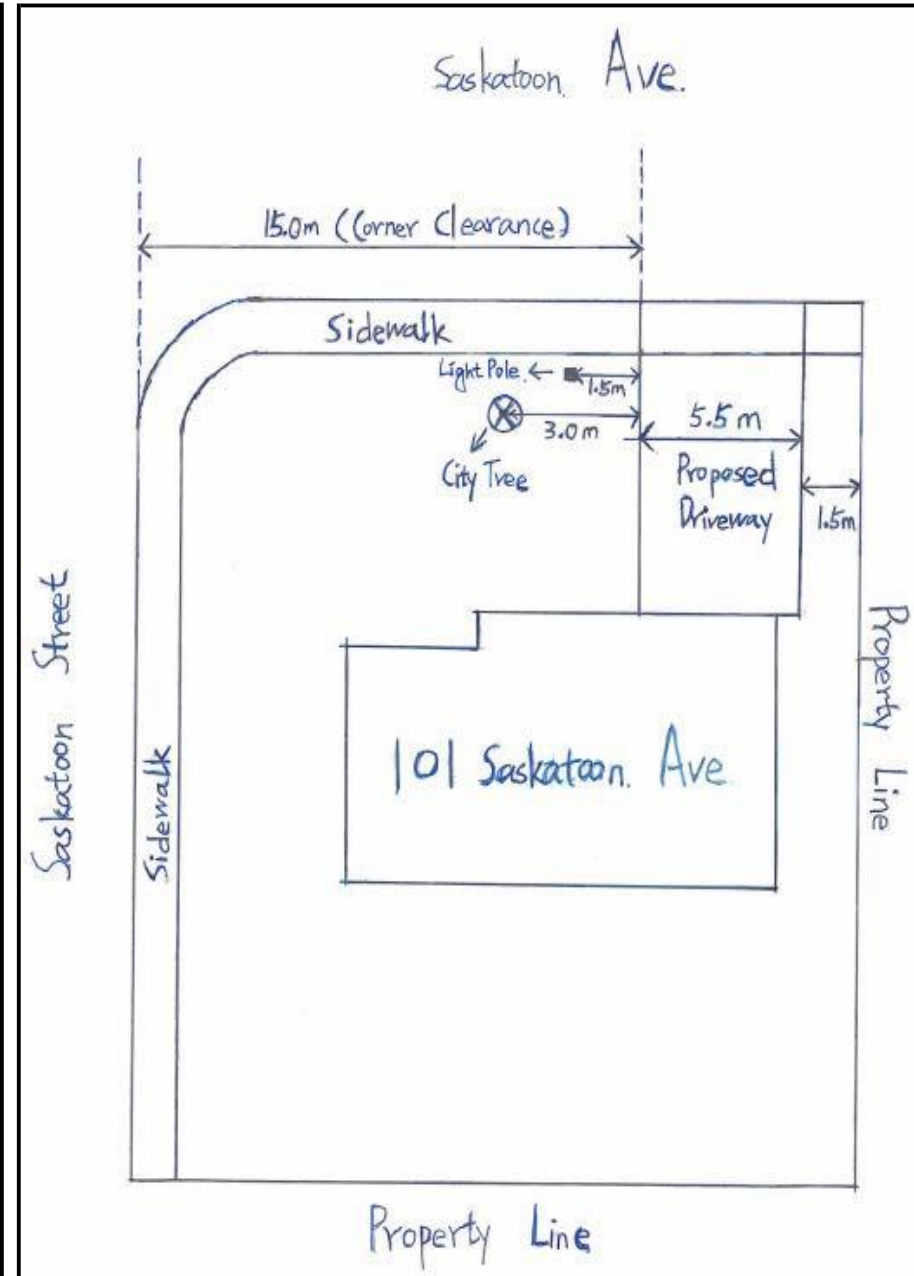 Saskatoon Ave.
15.0m (Corner Clearance)
Sidewalk
Light Pole
1.5m
3.0m
City Tree
5.5m
Proposed
Driveway
1.5m
Saskatoon Street
Sidewalk
101 Saskatoon Ave
Property Line
Property Line